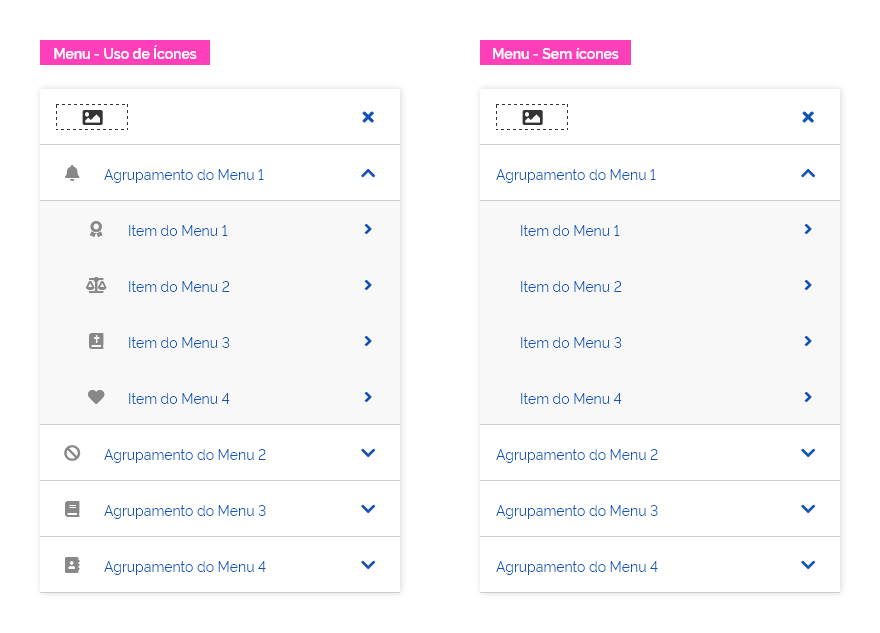 Menu - Uso de Ícones
Agrupamento do Menu 1
Item do Menu 1
Item do Menu 2
Item do Menu 3
Item do Menu 4
Agrupamento do Menu 2
Agrupamento do Menu 3
Agrupamento do Menu 4
Menu - Sem ícones
Agrupamento do Menu 1
Item do Menu 1
Item do Menu 2
Item do Menu 3
Item do Menu 4
Agrupamento do Menu 2
Agrupamento do Menu 3
Agrupamento do Menu 4